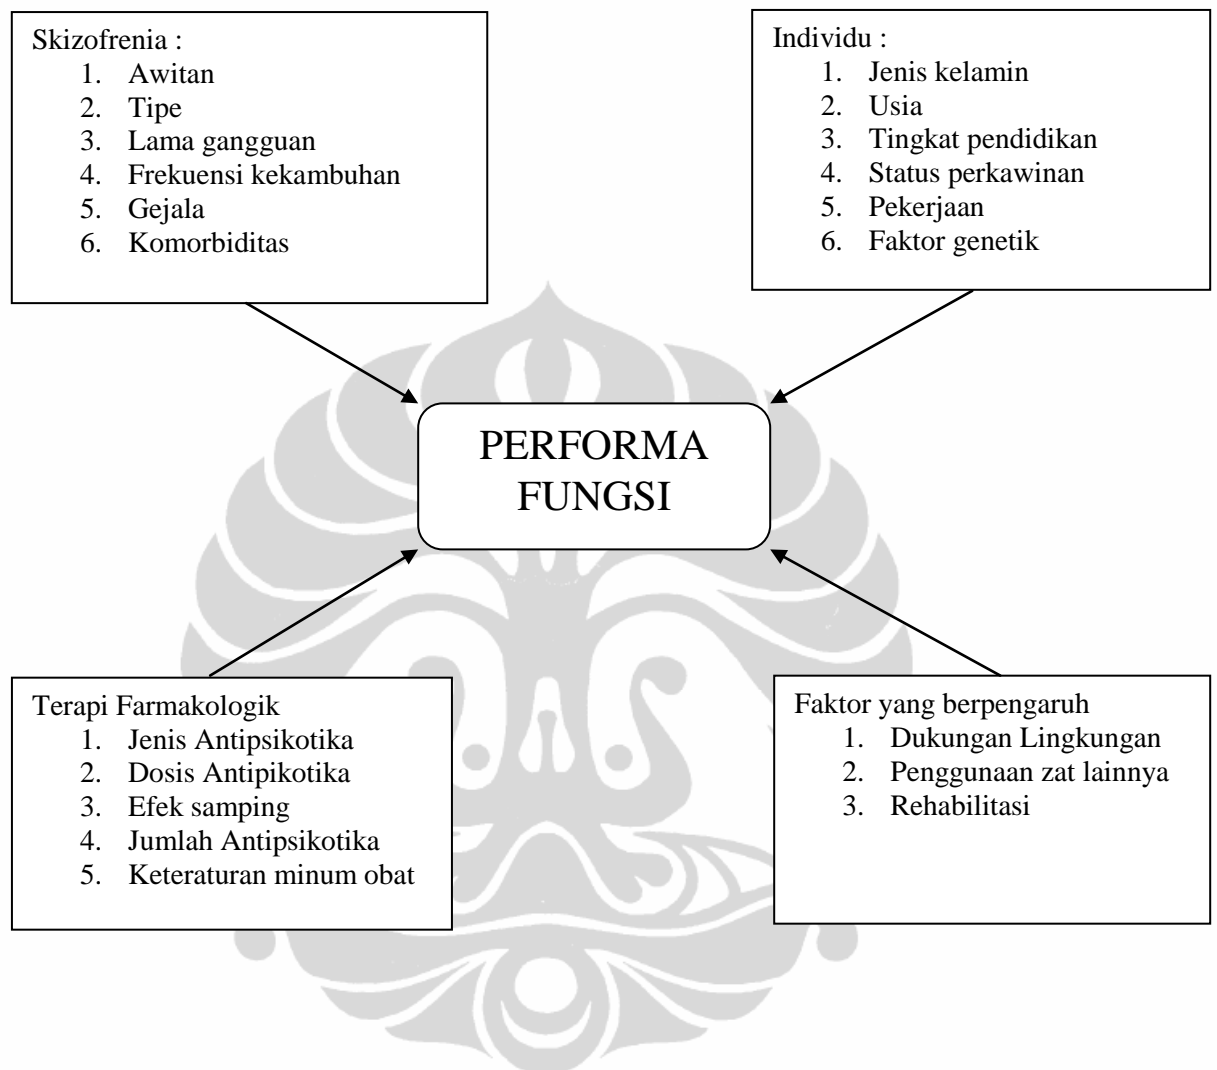 Skizofrenia :
1. Awitan
2. Tipe
3. Lama gangguan
4. Frekuensi kekambuhan
5. Gejala
6. Komorbiditas
Individu :
1. Jenis kelamin
2. Usia
3. Tingkat pendidikan
4. Status perkawinan
5. Pekerjaan
6. Faktor genetik
PERFORMA
FUNGSI
Terapi Farmakologik
1. Jenis Antipsikotika
2. Dosis Antipikotika
3. Efek samping
4. Jumlah Antipsikotika
5. Keteraturan minum obat
Faktor yang berpengaruh
1. Dukungan Lingkungan
2. Penggunaan zat lainnya
3. Rehabilitasi